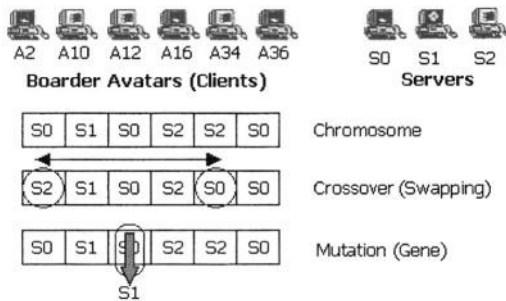 A2 A10 A12 A16 A34 A36 S0 S1 S2
Boarder Avatars (Clients) Servers
S0 S1 S0 S2 S2 S0 Chromosome
S2 S1 S0 S2 S0 S0 Crossover (Swapping)
S0 S1 S0 S2 S2 S0 Mutation (Gene)
S1